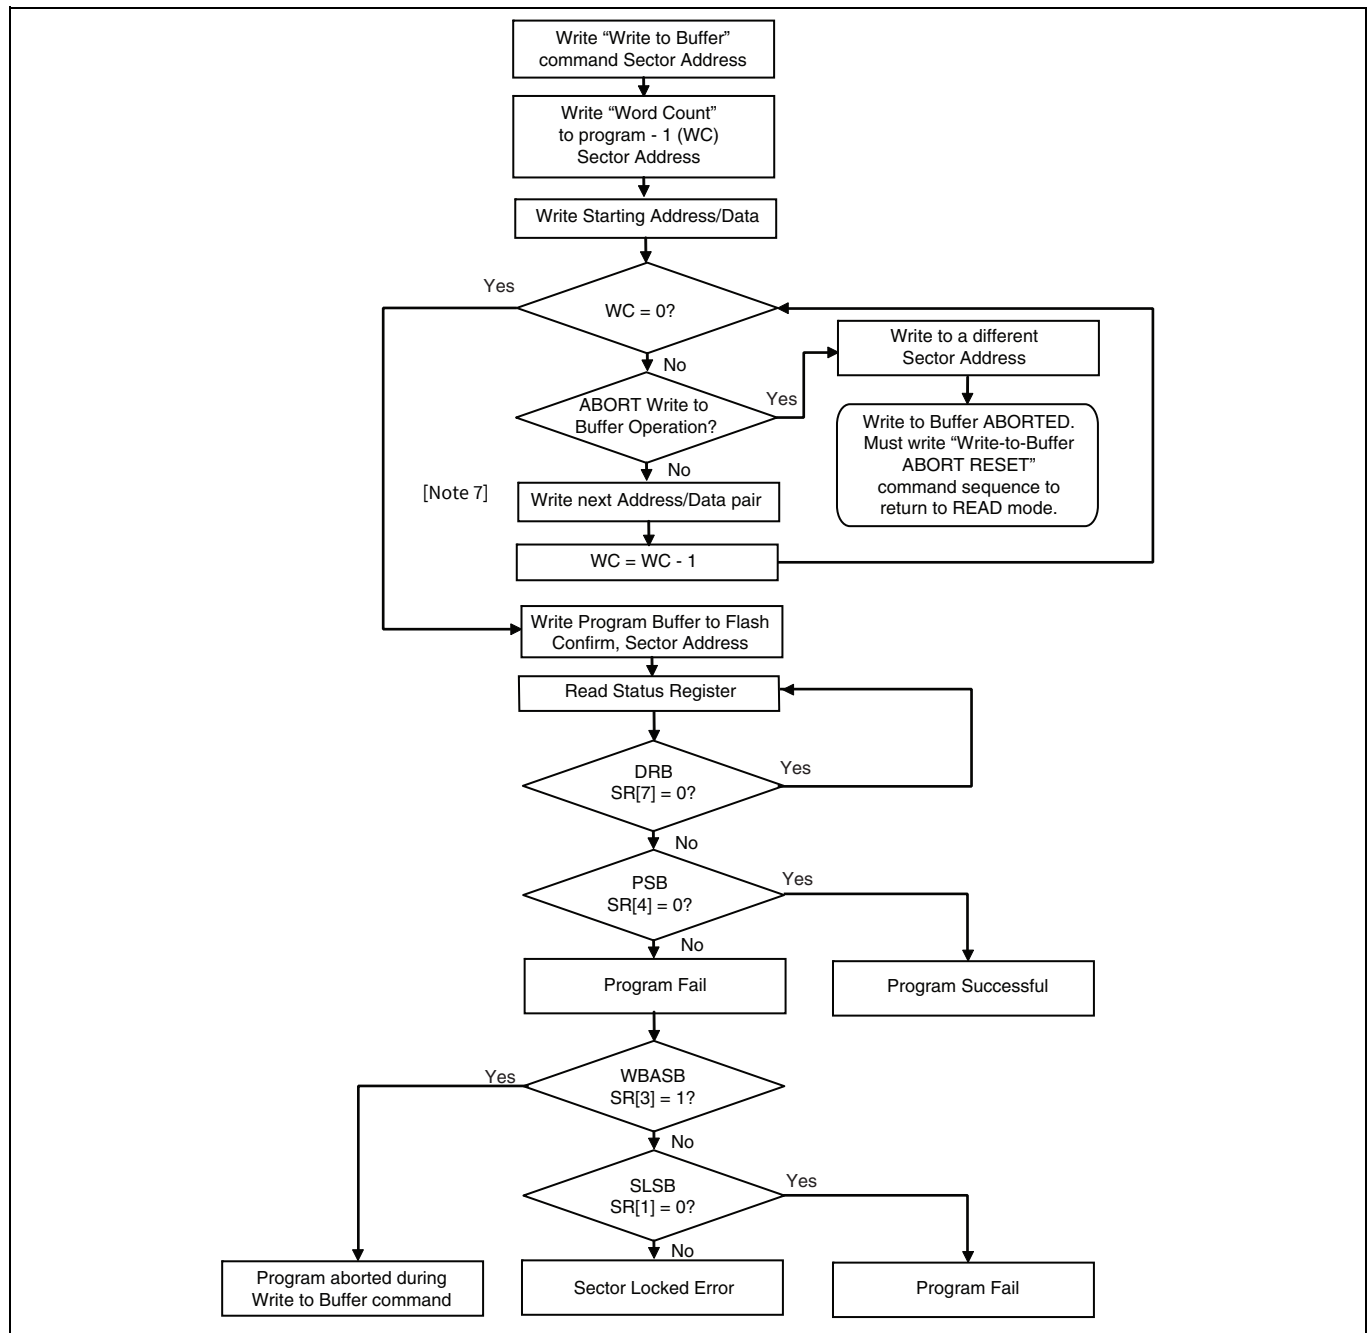 Write “Write to Buffer”
command Sector Address
Write “Word Count”
to program - 1 (WC)
Sector Address
Write Starting Address/Data
Yes
WC = 0?
No
Write to a different
Sector Address
ABORT Write to
Buffer Operation?
Yes
No
Write to Buffer ABORTED.
Must write “Write-to-Buffer
ABORT RESET”
command sequence to
return to READ mode.
[Note 7]
Write next Address/Data pair
WC = WC - 1
Write Program Buffer to Flash
Confirm, Sector Address
Read Status Register
DRB
SR[7] = 0?
Yes
No
PSB
SR[4] = 0?
Yes
No
Program Fail
Program Successful
WBASB
SR[3] = 1?
Yes
No
SLSB
SR[1] = 0?
Yes
No
Program aborted during
Write to Buffer command
Sector Locked Error
Program Fail